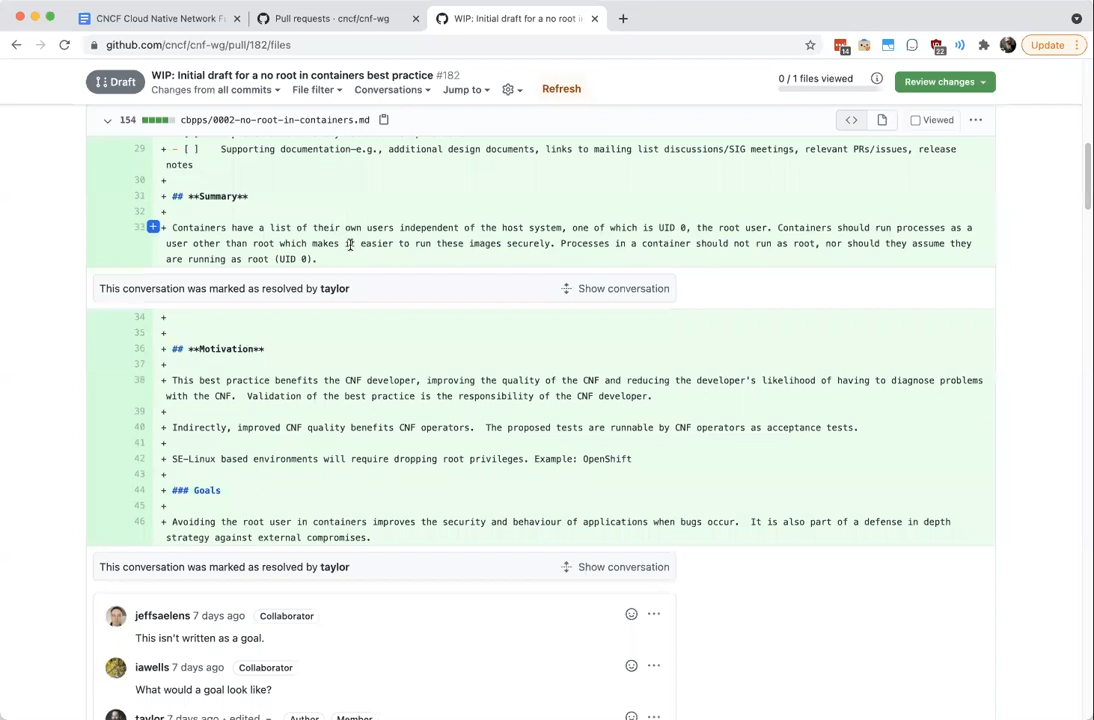 CNCF Cloud Native Network F
Pull requests · cncf/cnf-wg
WIP: Initial draft for a no root in
github.com/cncf/cnf-wg/pull/182/files
14
22
Update
Draft
WIP: Initial draft for a no root in containers best practice #182
Changes from all commits
File filter
Conversations
Jump to
Refresh
0 / 1 files viewed
Review changes
154
cbpps/0002-no-root-in-containers.md
Viewed
29 + - [ ] Supporting documentation—e.g., additional design documents, links to mailing list discussions/SIG meetings, relevant PRs/issues, release
notes
30 +
31 + ## **Summary**
32 +
33 + Containers have a list of their own users independent of the host system, one of which is UID 0, the root user. Containers should run processes as a
user other than root which makes it easier to run these images securely. Processes in a container should not run as root, nor should they assume they
are running as root (UID 0).
This conversation was marked as resolved by taylor
Show conversation
34 +
35 +
36 + ## **Motivation**
37 +
38 + This best practice benefits the CNF developer, improving the quality of the CNF and reducing the developer's likelihood of having to diagnose problems
with the CNF.  Validation of the best practice is the responsibility of the CNF developer.
39 +
40 + Indirectly, improved CNF quality benefits CNF operators.  The proposed tests are runnable by CNF operators as acceptance tests.
41 +
42 + SE-Linux based environments will require dropping root privileges. Example: OpenShift
43 +
44 + ### Goals
45 +
46 + Avoiding the root user in containers improves the security and behaviour of applications when bugs occur.  It is also part of a defense in depth
strategy against external compromises.
This conversation was marked as resolved by taylor
Show conversation
jeffsaelens 7 days ago Collaborator
This isn't written as a goal.
iawells 7 days ago Collaborator
What would a goal look like?
taylor 7 days ago · edited Author Member